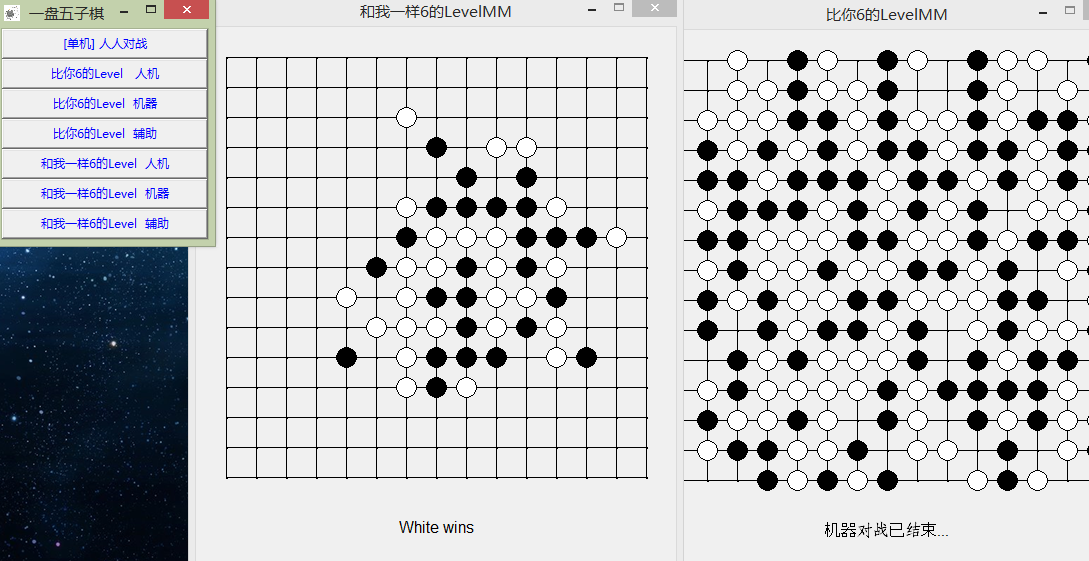 一盘五子棋
[单机] 人人对战
比你6的Level 人机
比你6的Level 机器
比你6的Level 辅助
和我一样6的Level 人机
和我一样6的Level 机器
和我一样6的Level 辅助
和我一样6的LevelMM
White wins
比你6的LevelMM
机器对战已结束...